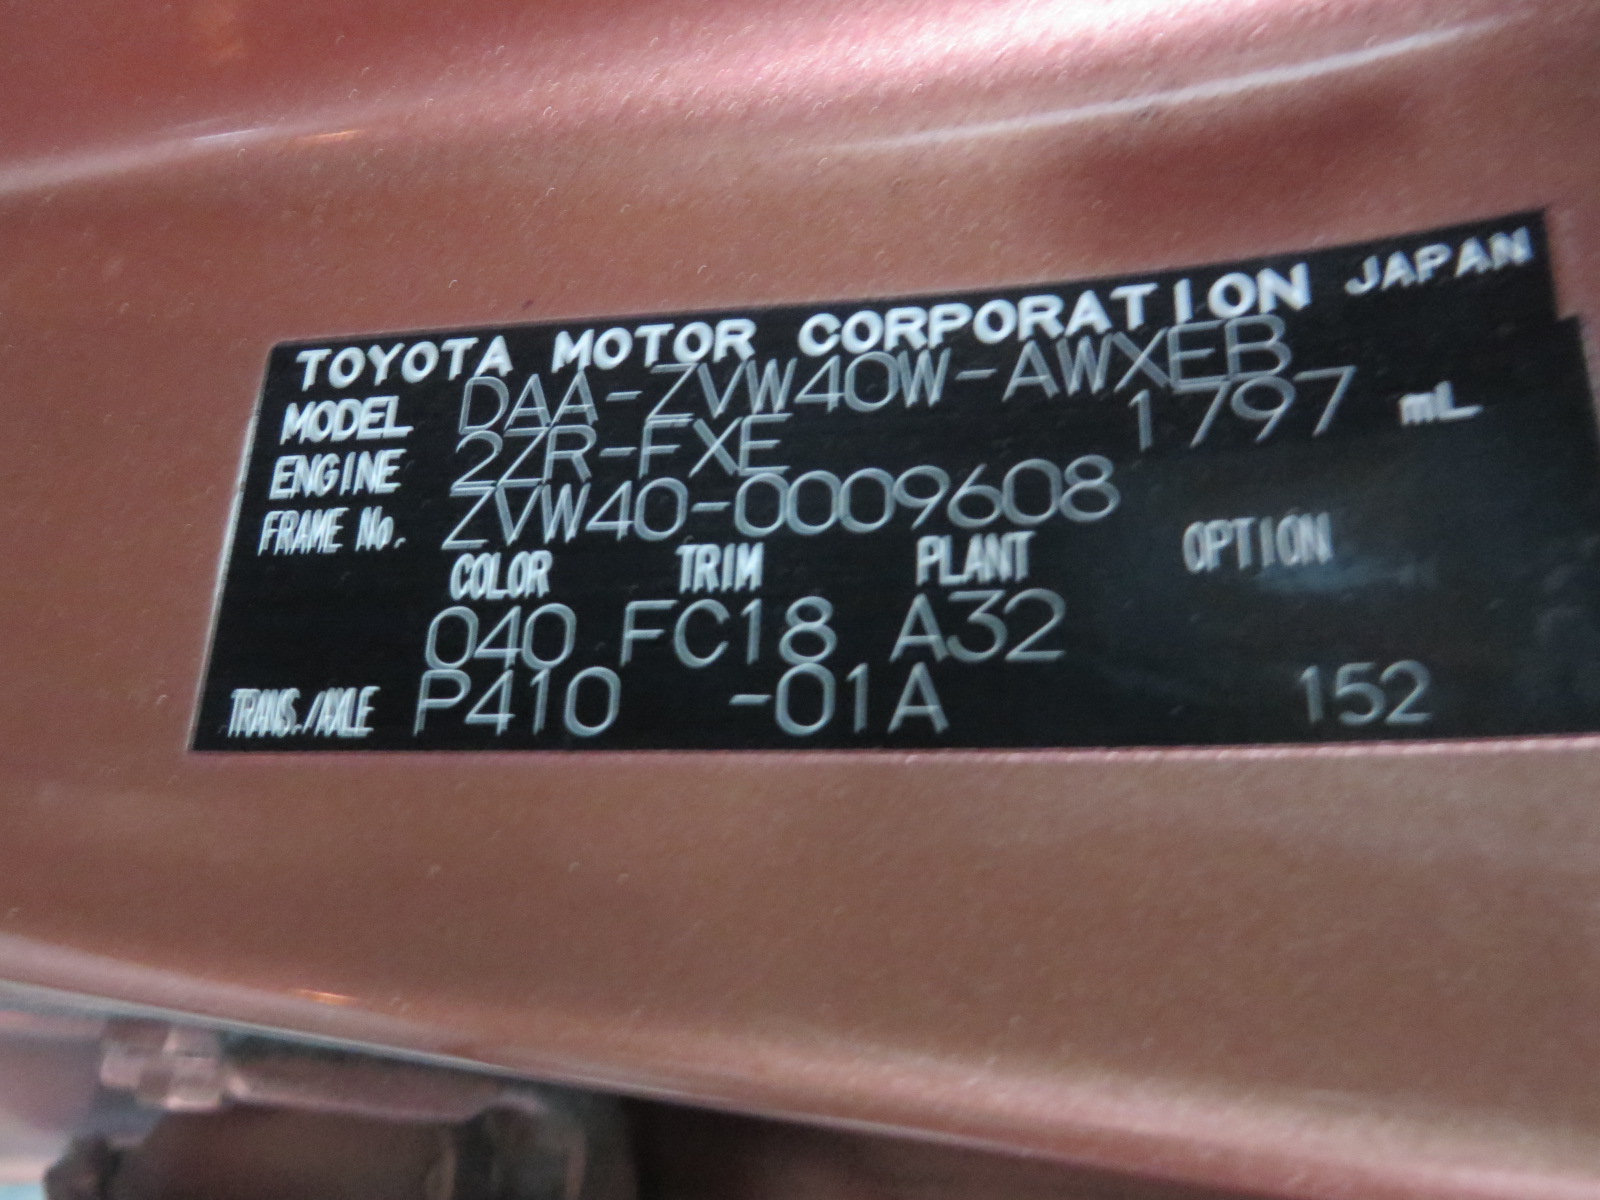 TOYOTA MOTOR CORPORATION JAPAN
MODEL DAA-ZVW40W-AWXEB
ENGINE 2ZR-FXE 1797 mL
FRAME No. ZVW40-0009608
COLOR TRIM PLANT OPTION
040 FC18 A32
TRANS./AXLE P410 -01A 152